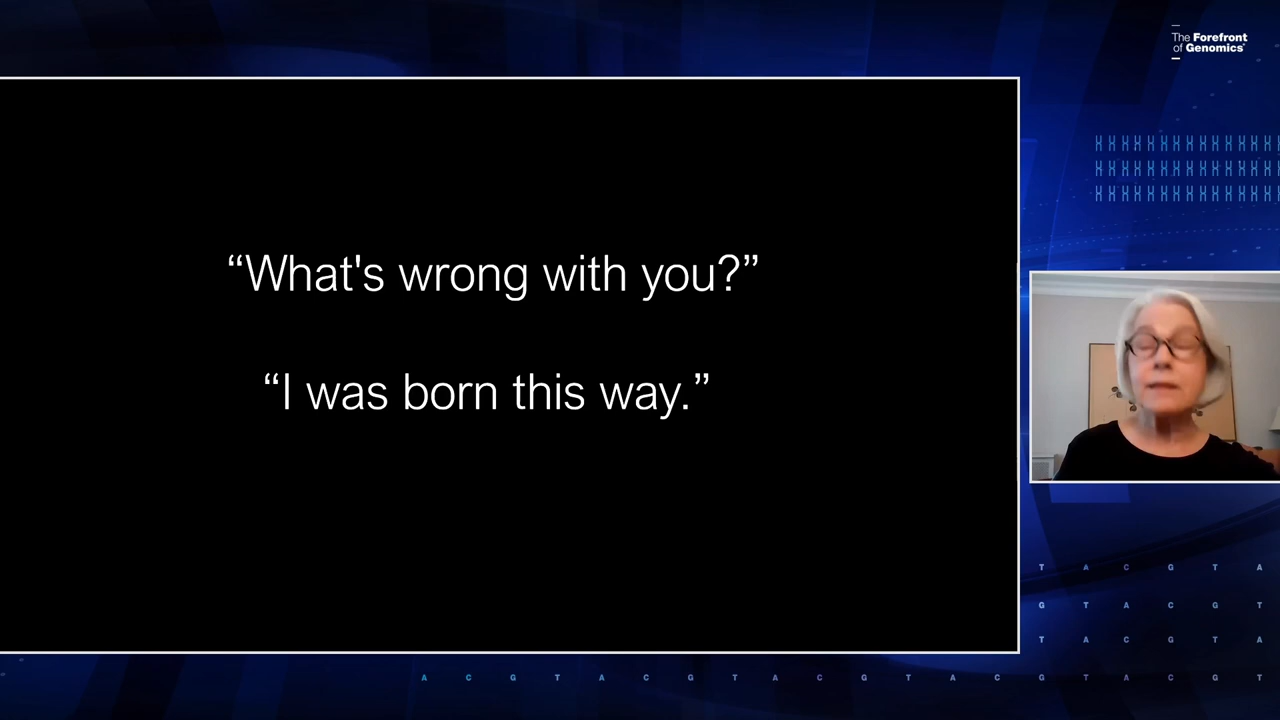 The Forefront
of Genomics®
“What's wrong with you?”
“I was born this way.”
T A C G T A
G T A C G T
T A C G T A
A C G T A C G T A C G T A C G T A C G T